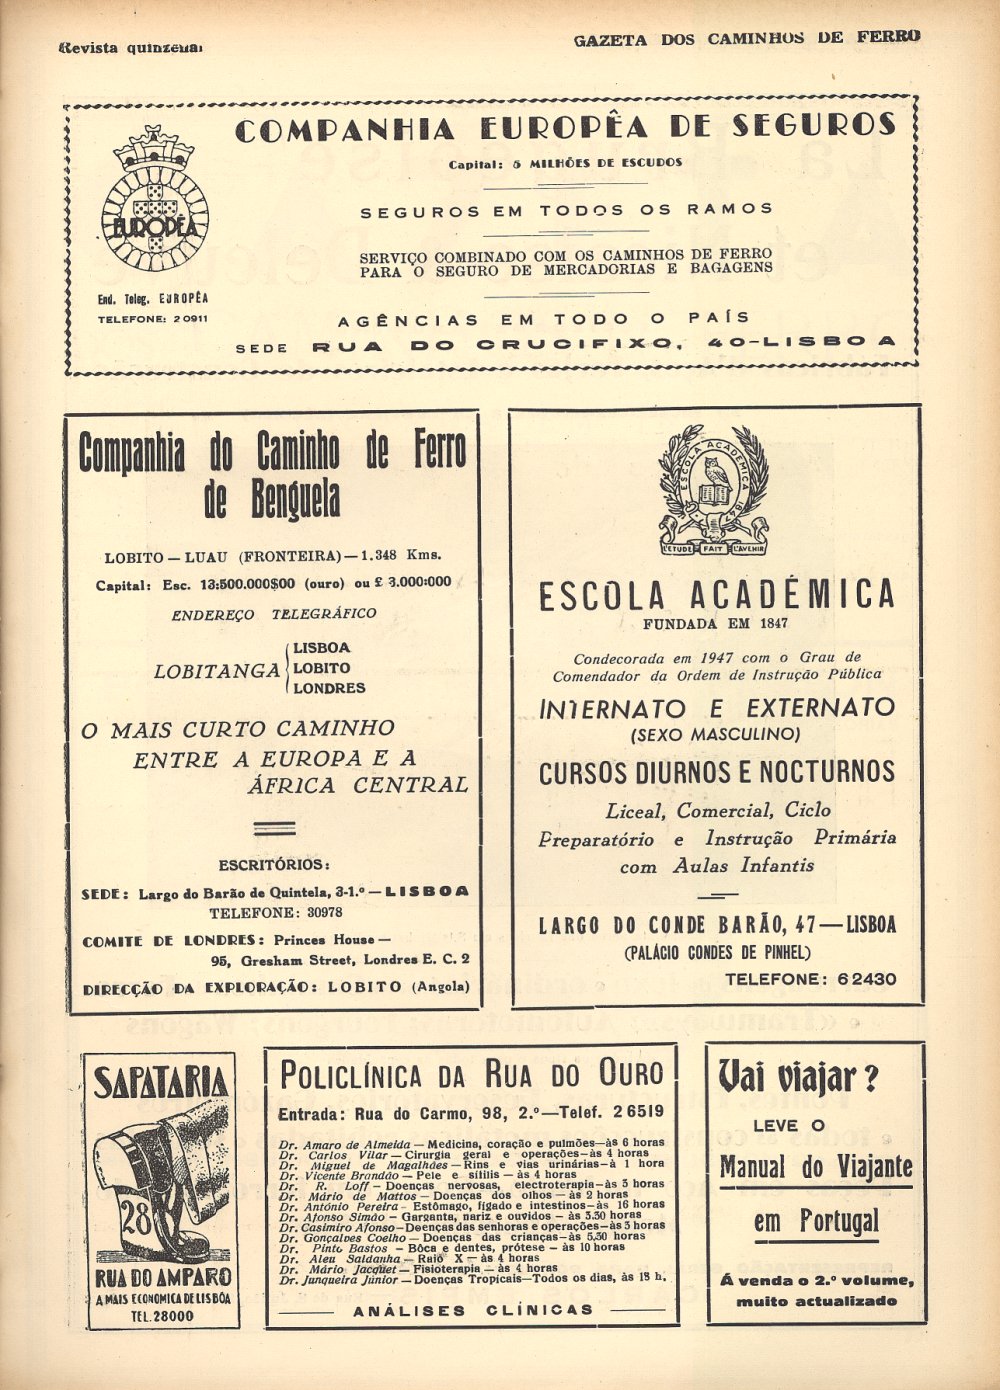 Revista quinzenal
GAZETA DOS CAMINHOS DE FERRO
COMPANHIA EUROPÊA DE SEGUROS
Capital: 5 MILHÕES DE ESCUDOS
EUROPÊA
SEGUROS EM TODOS OS RAMOS
SERVIÇO COMBINADO COM OS CAMINHOS DE FERRO
PARA O SEGURO DE MERCADORIAS E BAGAGENS
End. Teleg. EUROPÊA
TELEFONE: 20911
AGÊNCIAS EM TODO O PAÍS
SEDE RUA DO CRUCIFIXO, 40-LISBOA
Companhia do Caminho de Ferro
de Benguela
LOBITO — LUAU (FRONTEIRA) — 1.348 Kms.
Capital: Esc. 13:500.000$00 (ouro) ou £ 3.000:000
ENDEREÇO TELEGRÁFICO
LOBITANGA
LISBOA
LOBITO
LONDRES
O MAIS CURTO CAMINHO
ENTRE A EUROPA E A
ÁFRICA CENTRAL
ESCRITÓRIOS:
SEDE: Largo do Barão de Quintela, 3-1.º — LISBOA
TELEFONE: 30978
COMITE DE LONDRES: Princes House —
95, Gresham Street, Londres E. C. 2
DIRECÇÃO DA EXPLORAÇÃO: LOBITO (Angola)
ESCOLA ACADEMICA 1847
L'ETUDE FAIT L'AVENIR
ESCOLA ACADÉMICA
FUNDADA EM 1847
Condecorada em 1947 com o Grau de
Comendador da Ordem de Instrução Pública
INTERNATO E EXTERNATO
(SEXO MASCULINO)
CURSOS DIURNOS E NOCTURNOS
Liceal, Comercial, Ciclo
Preparatório e Instrução Primária
com Aulas Infantis
LARGO DO CONDE BARÃO, 47 — LISBOA
(PALÁCIO CONDES DE PINHEL)
TELEFONE: 62430
SAPATARIA
28
RUA DO AMPARO
A MAIS ECONOMICA DE LISBÔA
TEL. 28000
POLICLÍNICA DA RUA DO OURO
Entrada: Rua do Carmo, 98, 2.º—Telef. 26519
Dr. Amaro de Almeida — Medicina, coração e pulmões—às 6 horas
Dr. Carlos Vilar — Cirurgia geral e operações—às 4 horas
Dr. Miguel de Magalhães — Rins e vias urinárias—à 1 hora
Dr. Vicente Brandão — Pele e sífilis — às 4 horas
Dr. R. Loff — Doenças nervosas, electroterapia—às 3 horas
Dr. Mário de Mattos — Doenças dos olhos — às 2 horas
Dr. António Pereira - Estômago, fígado e intestinos—às 16 horas
Dr. Afonso Simão — Garganta, nariz e ouvidos — às 3.30 horas
Dr. Casimiro Afonso — Doenças das senhoras e operações—às 3 horas
Dr. Gonçalves Coelho — Doenças das crianças—às 5,30 horas
Dr. Pinto Bastos — Bôca e dentes, prótese — às 10 horas
Dr. Aleu Saldanha — Raio X — às 4 horas
Dr. Mário Jacquet — Fisioterapia — às 4 horas
Dr. Junqueira Júnior — Doenças Tropicais—Todos os dias, às 13 h.
ANÁLISES CLÍNICAS
Vai viajar?
LEVE O
Manual do Viajante
em Portugal
Á venda o 2.º volume,
muito actualizado